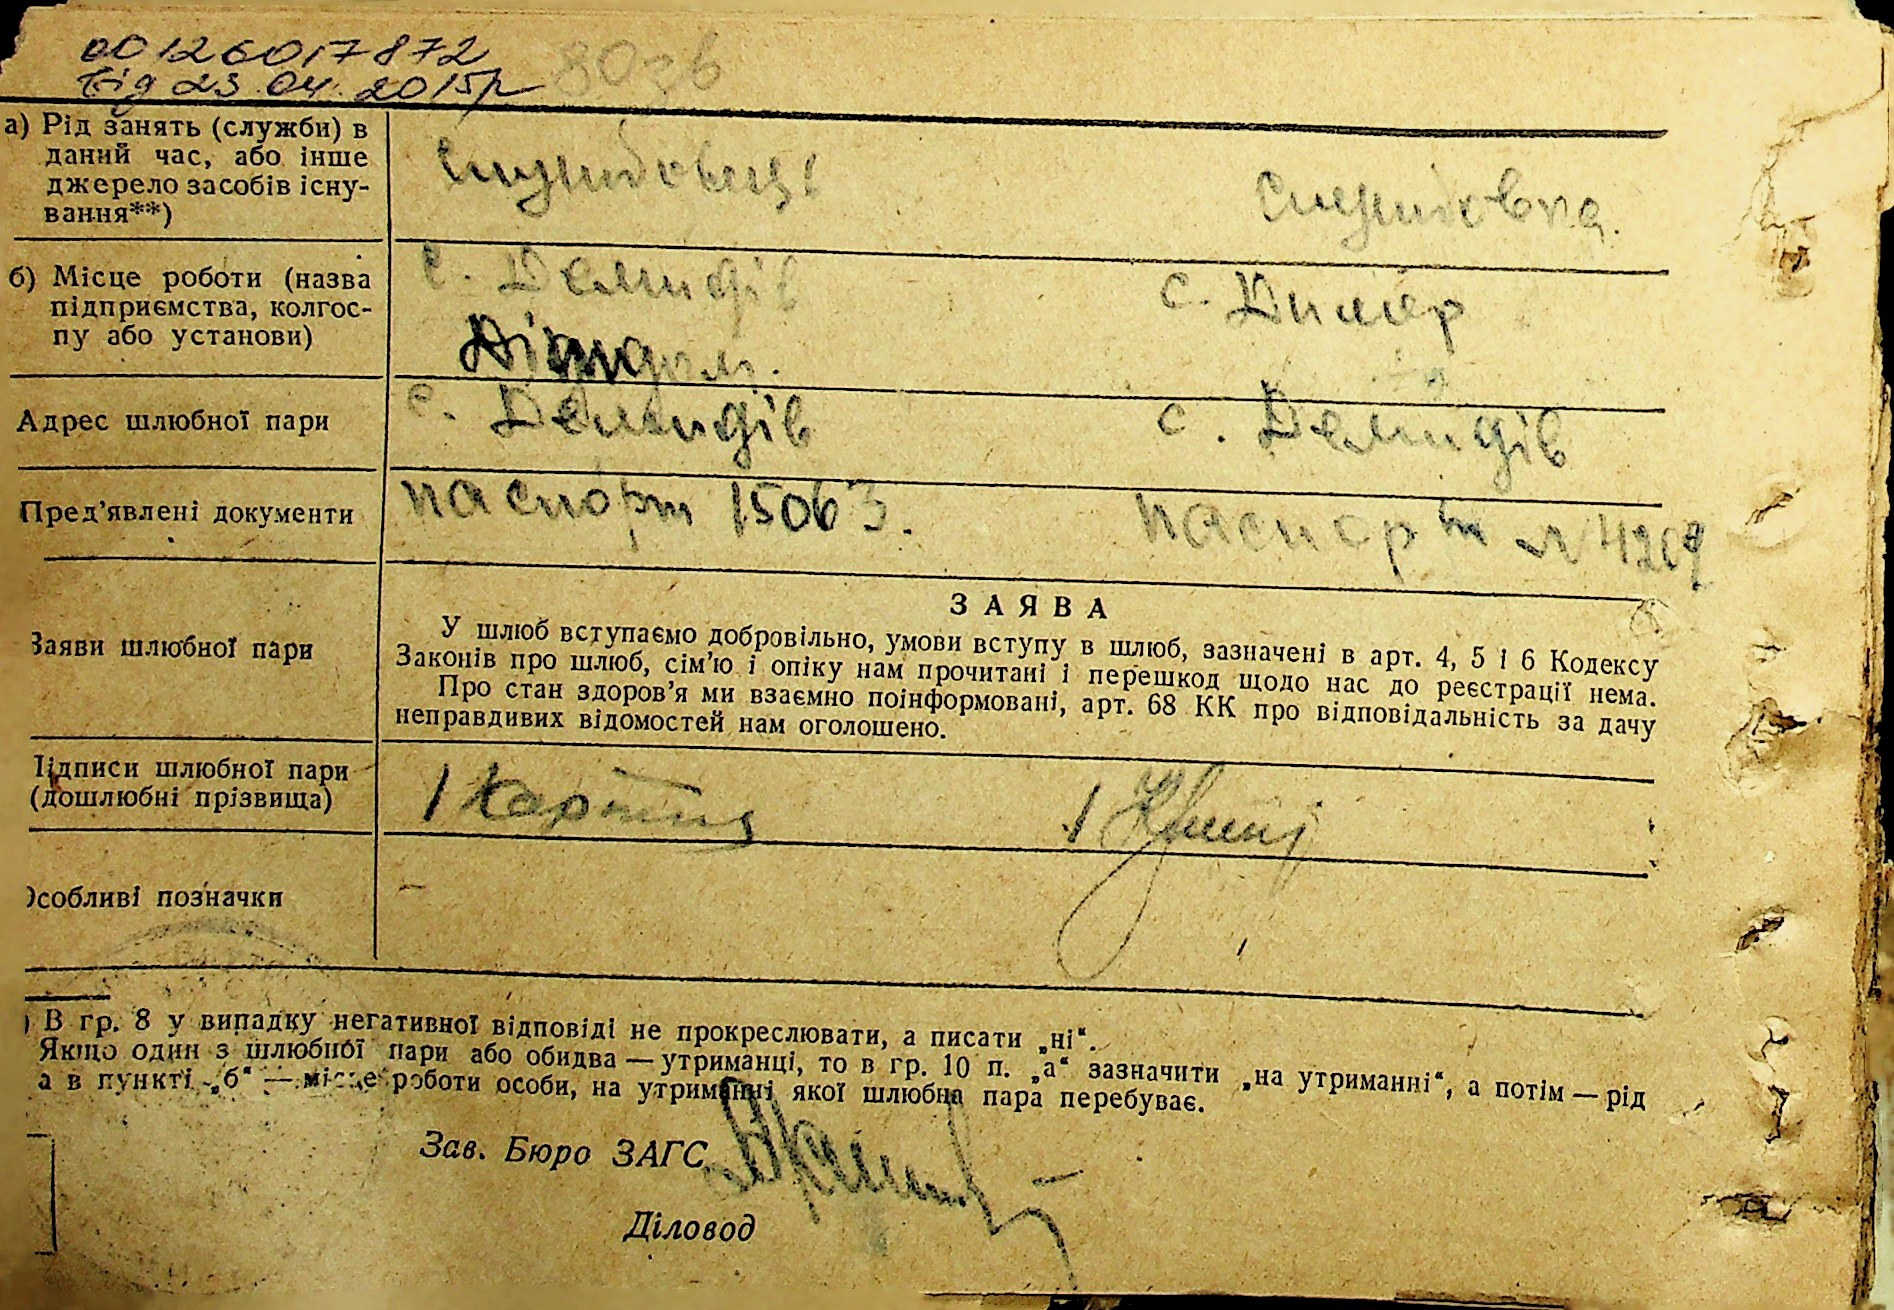 00126017872
від 23.04.2015р
а) Рід занять (служби) в
даний час, або інше
джерело засобів існу-
вання**)
Службовець
Службовка.
б) Місце роботи (назва
підприємства, колгос-
пу або установи)
с. Демидів
с. Димер
Адрес шлюбної пари
с. Демидів
с. Демидів
Пред'явлені документи
паспорт 15063.
паспорт
ЗАЯВА
Заяви шлюбної пари
У шлюб вступаємо добровільно, умови вступу в шлюб, зазначені в арт. 4, 5 і 6 Кодексу
Законів про шлюб, сім'ю і опіку нам прочитані і перешкод щодо нас до реєстрації нема.
Про стан здоров'я ми взаємно поінформовані, арт. 68 КК про відповідальність за дачу
неправдивих відомостей нам оголошено.
Підписи шлюбної пари
(дошлюбні прізвища)
Особливі позначки
–
) В гр. 8 у випадку негативної відповіді не прокреслювати, а писати „ні“.
Якщо один з шлюбної пари або обидва — утриманці, то в гр. 10 п. „а“ зазначити „на утриманні“, а потім — рід
а в пункті „б“ — місце роботи особи, на утриманні якої шлюбна пара перебуває.
Зав. Бюро ЗАГС
Діловод